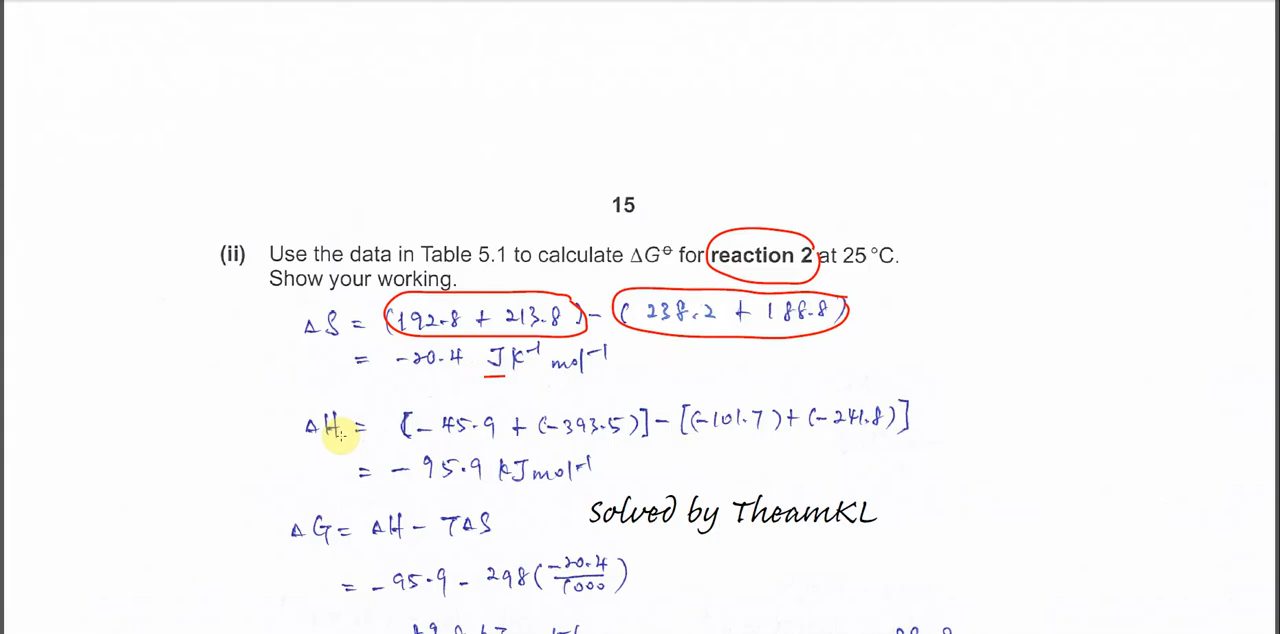 15
(ii) Use the data in Table 5.1 to calculate ΔG⦵ for reaction 2 at 25 °C.
Show your working.
ΔS = (192.8 + 213.8) - (238.2 + 188.8)
= -20.4 J K⁻¹ mol⁻¹
ΔH = [-45.9 + (-393.5)] - [(-101.7) + (-241.8)]
= -95.9 kJ mol⁻¹
Solved by TheamKL
ΔG = ΔH - TΔS
= -95.9 - 298 (-20.4/1000)